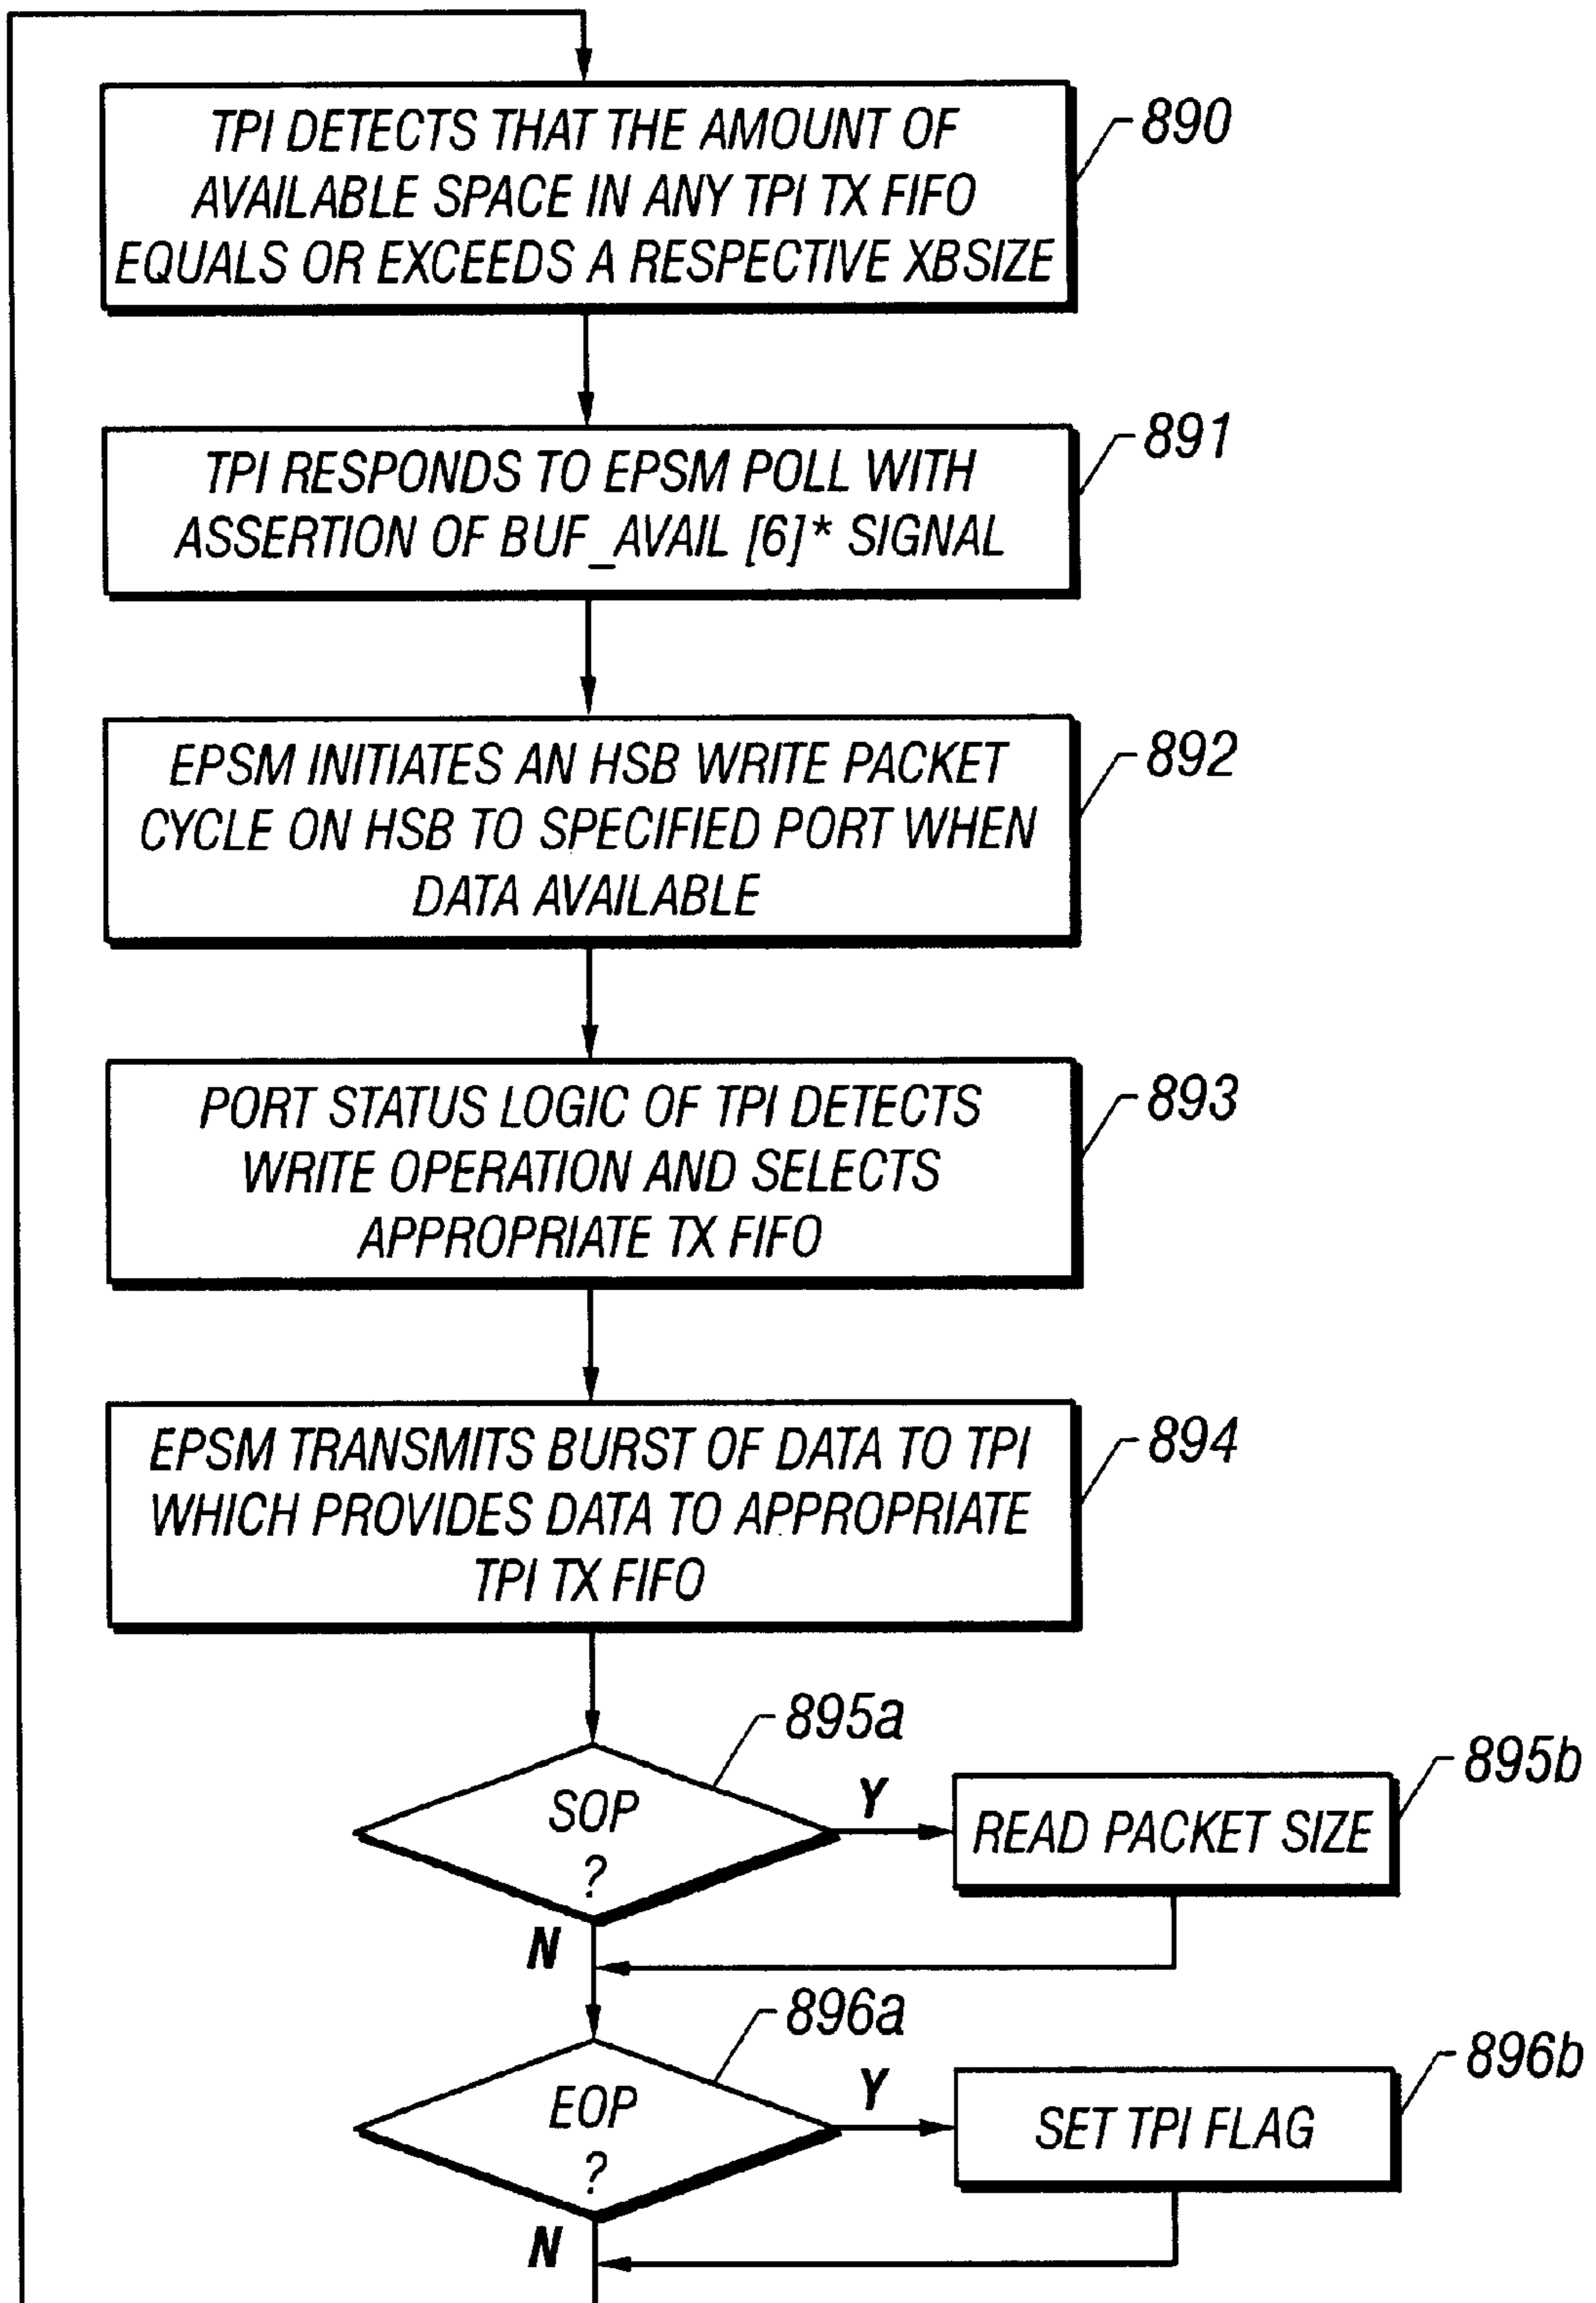 TPI DETECTS THAT THE AMOUNT OF
AVAILABLE SPACE IN ANY TPI TX FIFO
EQUALS OR EXCEEDS A RESPECTIVE XBSIZE
890
TPI RESPONDS TO EPSM POLL WITH
ASSERTION OF BUF_AVAIL [6]* SIGNAL
891
EPSM INITIATES AN HSB WRITE PACKET
CYCLE ON HSB TO SPECIFIED PORT WHEN
DATA AVAILABLE
892
PORT STATUS LOGIC OF TPI DETECTS
WRITE OPERATION AND SELECTS
APPROPRIATE TX FIFO
893
EPSM TRANSMITS BURST OF DATA TO TPI
WHICH PROVIDES DATA TO APPROPRIATE
TPI TX FIFO
894
SOP
?
895a
Y
READ PACKET SIZE
895b
N
EOP
?
896a
Y
SET TPI FLAG
896b
N